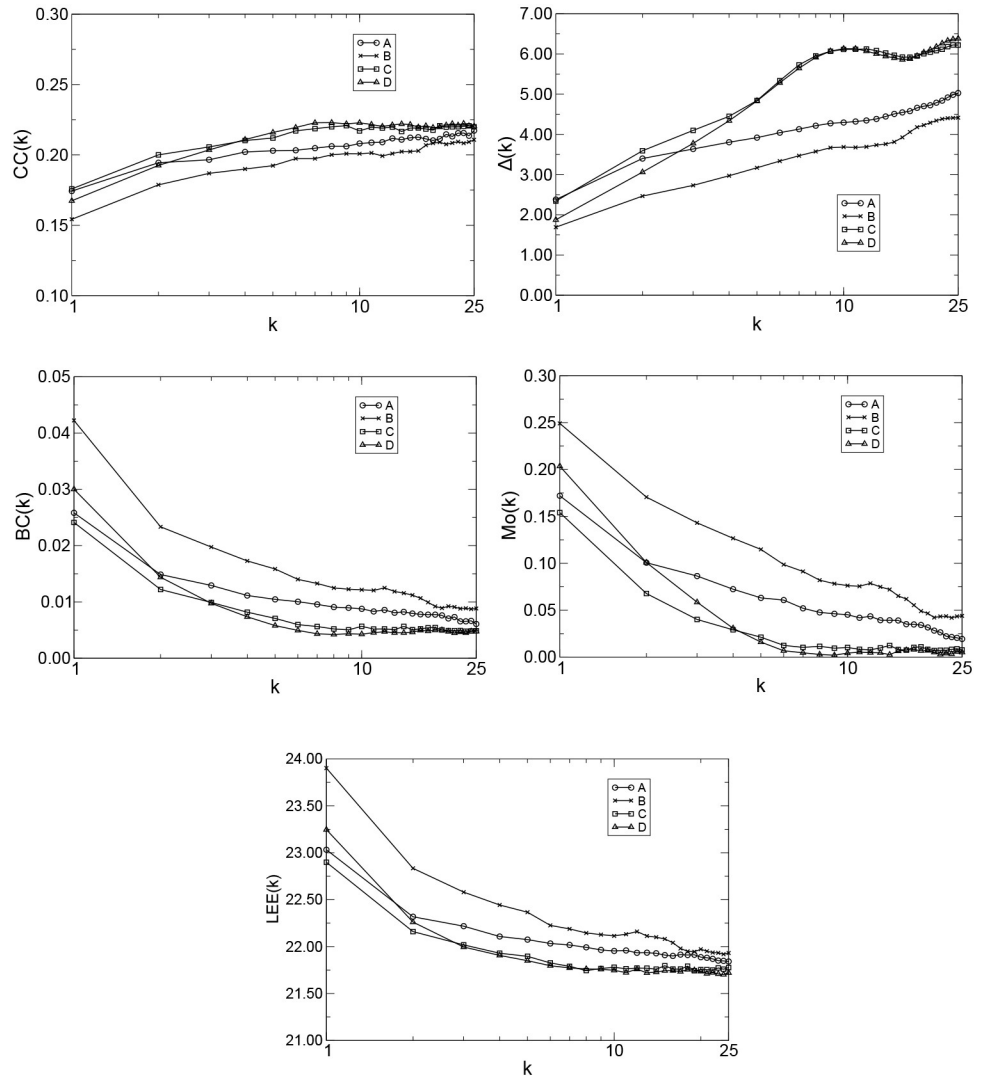 0.30
0.25
0.20
0.15
0.10
CC(k)
A
B
C
D
1
10
25
k
7.00
6.00
5.00
4.00
3.00
2.00
1.00
0.00
Δ(k)
A
B
C
D
1
10
25
k
0.05
0.04
0.03
0.02
0.01
0.00
BC(k)
A
B
C
D
1
10
25
k
0.30
0.25
0.20
0.15
0.10
0.05
0.00
Mo(k)
A
B
C
D
1
10
25
k
24.00
23.50
23.00
22.50
22.00
21.50
21.00
LEE(k)
A
B
C
D
1
10
25
k